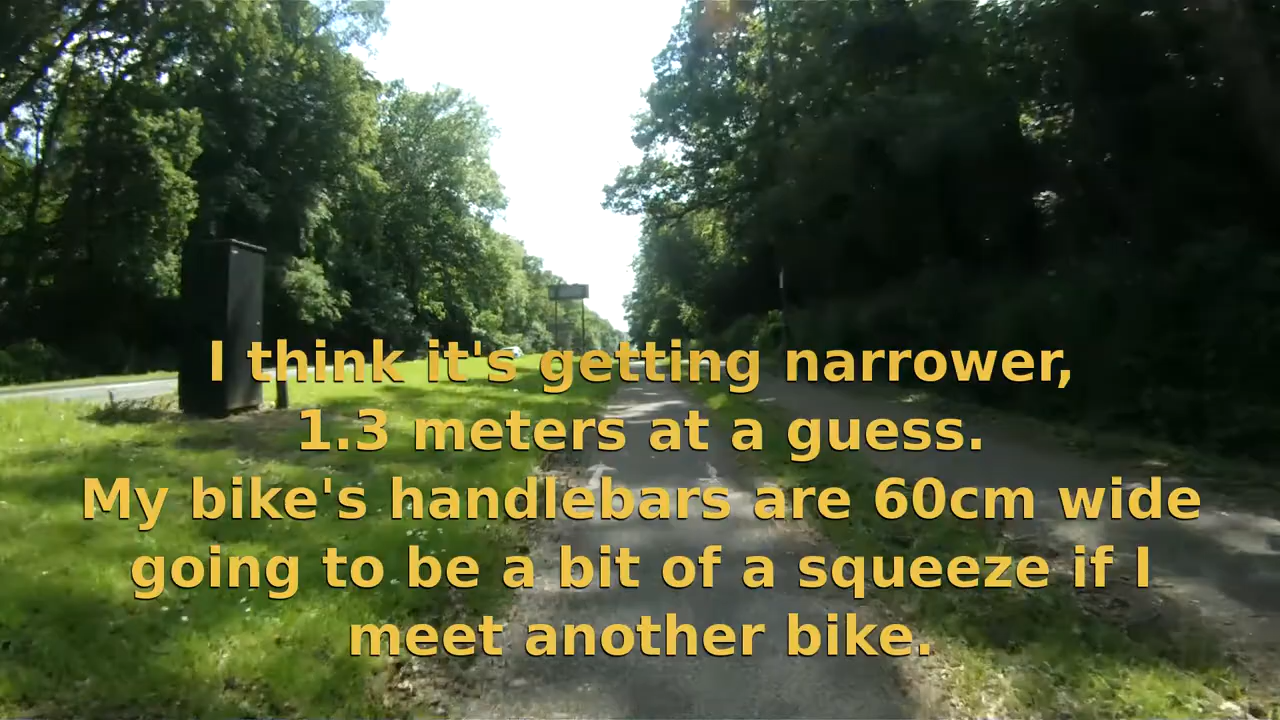 I think it's getting narrower,
1.3 meters at a guess.
My bike's handlebars are 60cm wide
going to be a bit of a squeeze if I
meet another bike.